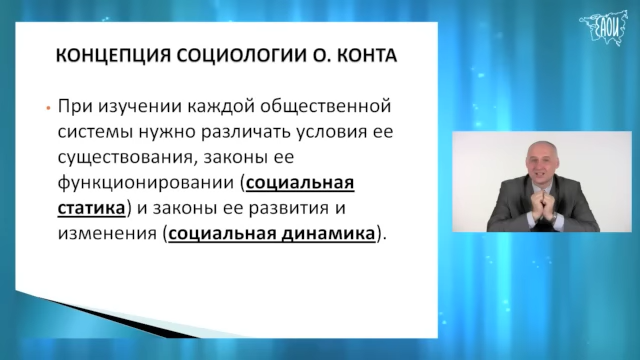 САОИ
КОНЦЕПЦИЯ СОЦИОЛОГИИ О. КОНТА
При изучении каждой общественной
системы нужно различать условия ее
существования, законы ее
функционировании (социальная
статика) и законы ее развития и
изменения (социальная динамика).